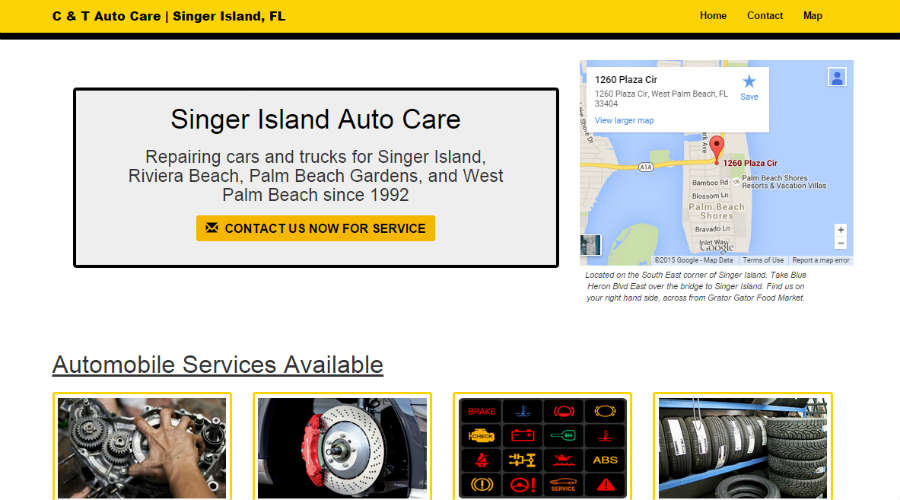 C & T Auto Care | Singer Island, FL
Home
Contact
Map
Singer Island Auto Care
Repairing cars and trucks for Singer Island,
Riviera Beach, Palm Beach Gardens, and West
Palm Beach since 1992
CONTACT US NOW FOR SERVICE
1260 Plaza Cir
1260 Plaza Cir, West Palm Beach, FL
33404
Save
View larger map
A1A
1260 Plaza Cir
Bamboo Rd
Palm Beach Shores
Resorts & Vacation Villas
Blossom Ln
Palm Beach
Shores
Bravado Ln
Inlet Way
Google
+
−
©2015 Google - Map Data
Terms of Use
Report a map error
Located on the South East corner of Singer Island. Take Blue
Heron Blvd East over the bridge to Singer Island. Find us on
your right hand side, across from Grator Gator Food Market.
Automobile Services Available
BRAKE
CHECK
ABS
SERVICE